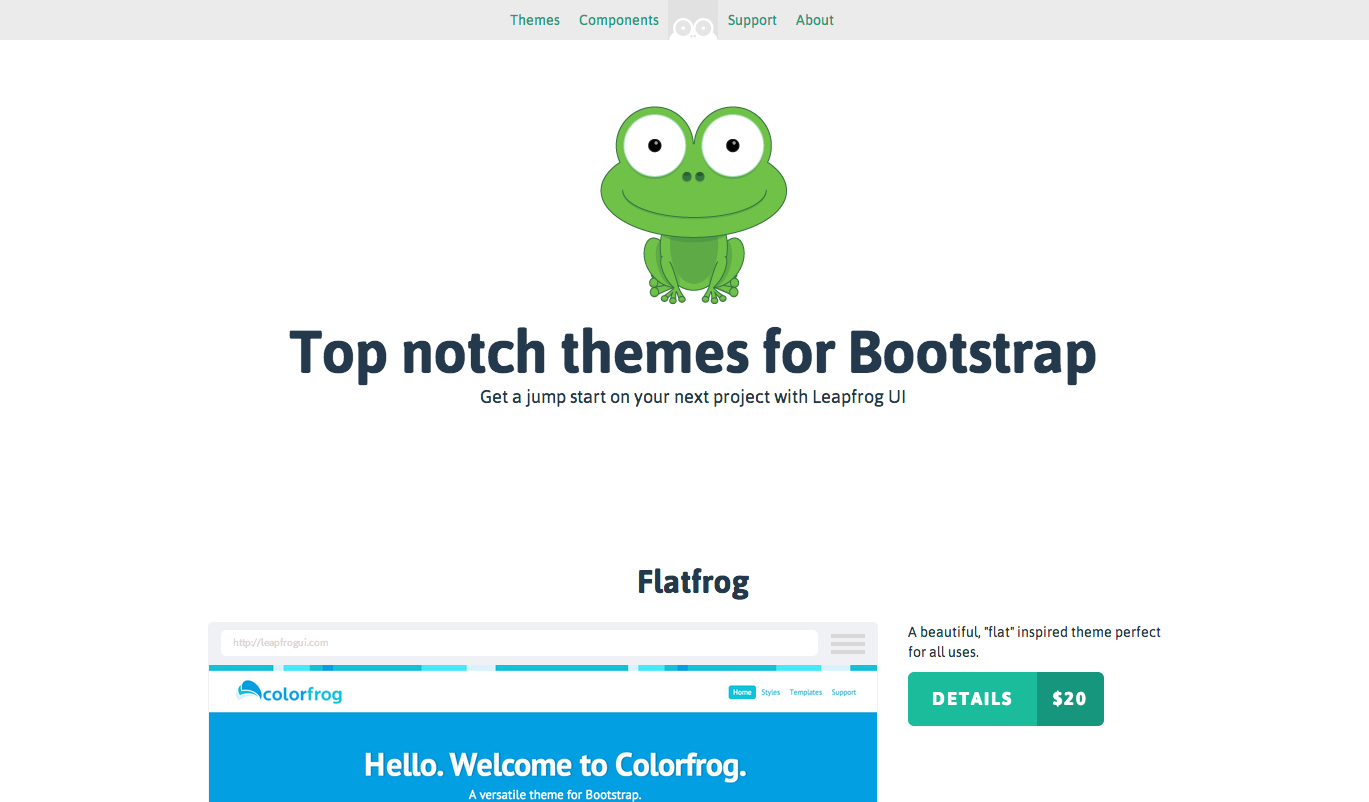 Themes Components Support About
Top notch themes for Bootstrap
Get a jump start on your next project with Leapfrog UI
Flatfrog
http://leapfrogui.com
colorfrog
Home Styles Templates Support
Hello. Welcome to Colorfrog.
A versatile theme for Bootstrap.
A beautiful, "flat" inspired theme perfect
for all uses.
DETAILS $20